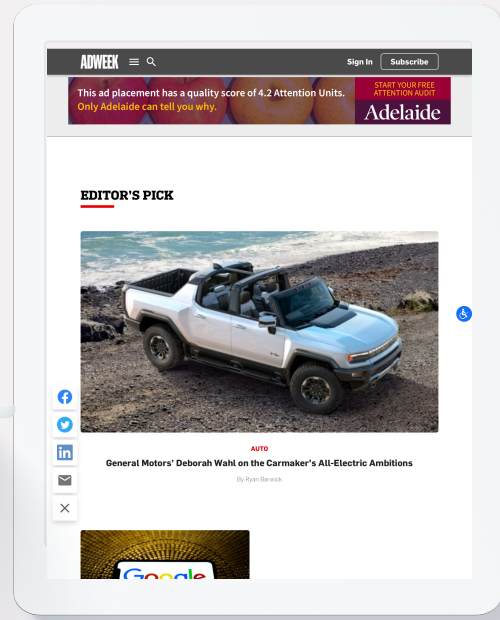 ADWEEK
Sign In
Subscribe
This ad placement has a quality score of 4.2 Attention Units.
Only Adelaide can tell you why.
START YOUR FREE
ATTENTION AUDIT
Adelaide
EDITOR'S PICK
AUTO
General Motors' Deborah Wahl on the Carmaker's All-Electric Ambitions
By Ryan Barwick
Google